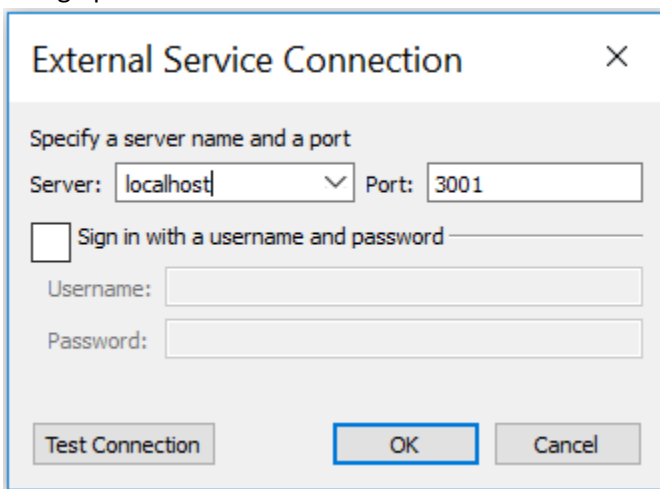 External Service Connection
Specify a server name and a port
Server: localhost Port: 3001
Sign in with a username and password
Username:
Password:
Test Connection OK Cancel